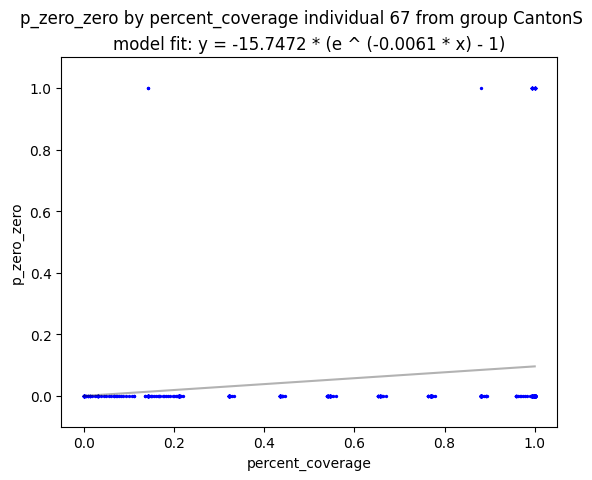 p_zero_zero by percent_coverage individual 67 from group CantonS
model fit: y = -15.7472 * (e ^ (-0.0061 * x) - 1)
1.0
0.8
0.6
0.4
0.2
0.0
p_zero_zero
0.0 0.2 0.4 0.6 0.8 1.0
percent_coverage